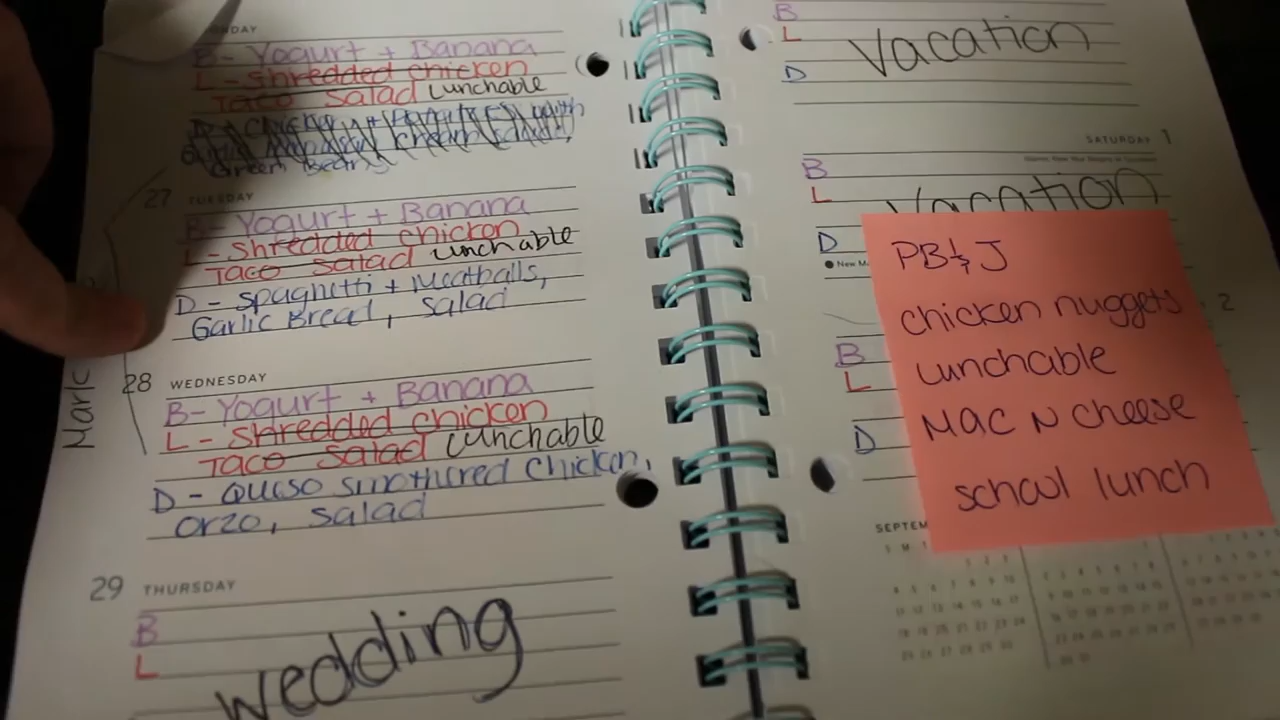 B- Yogurt + Banana
L - shredded chicken
Taco Salad Lunchable
Green Beans
27 TUESDAY
B- Yogurt + Banana
L- shredded chicken
Taco Salad Lunchable
D - spaghetti + Meatballs,
Garlic Bread, salad
28 WEDNESDAY
B- Yogurt + Banana
L - shredded chicken
Taco Salad Lunchable
D - Queso smothered chicken,
orzo, salad
29 THURSDAY
B
L
wedding
B
L
Vacation
D
SATURDAY 1
B
L
Vacation
D
2
B
L
D
PB & J
chicken nuggets
Lunchable
MAC N cheese
school lunch